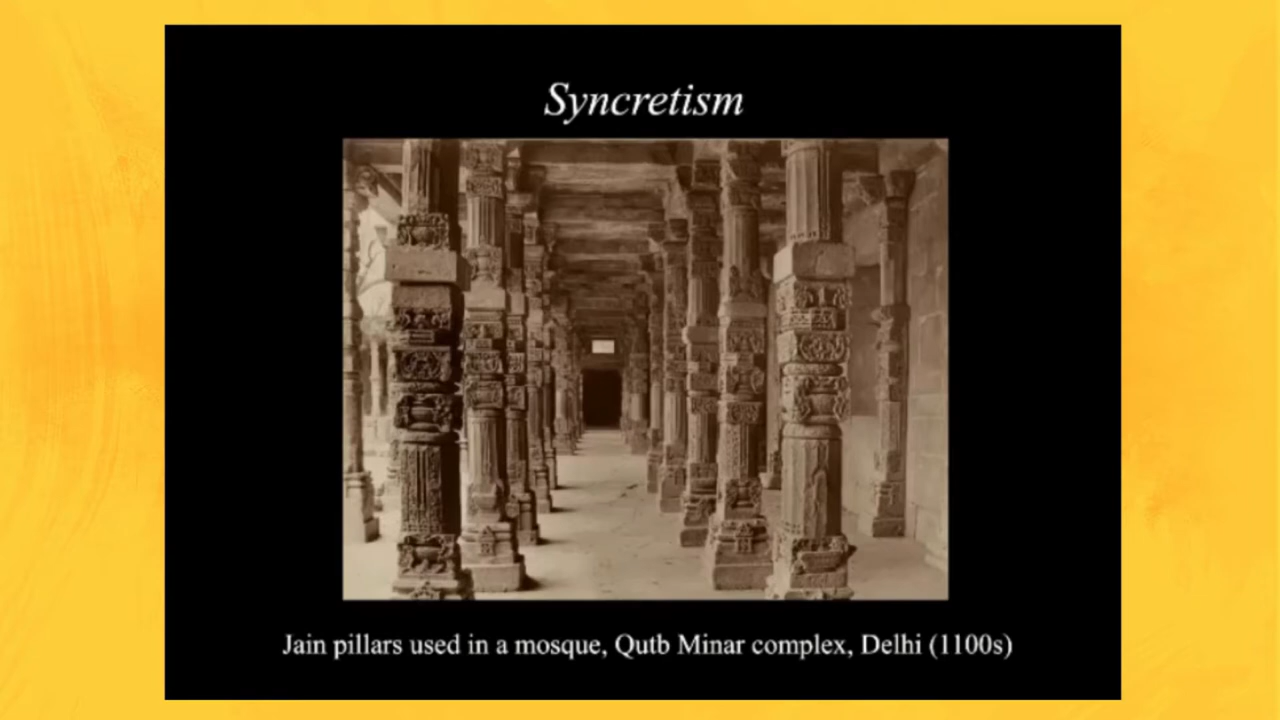 Syncretism
Jain pillars used in a mosque, Qutb Minar complex, Delhi (1100s)